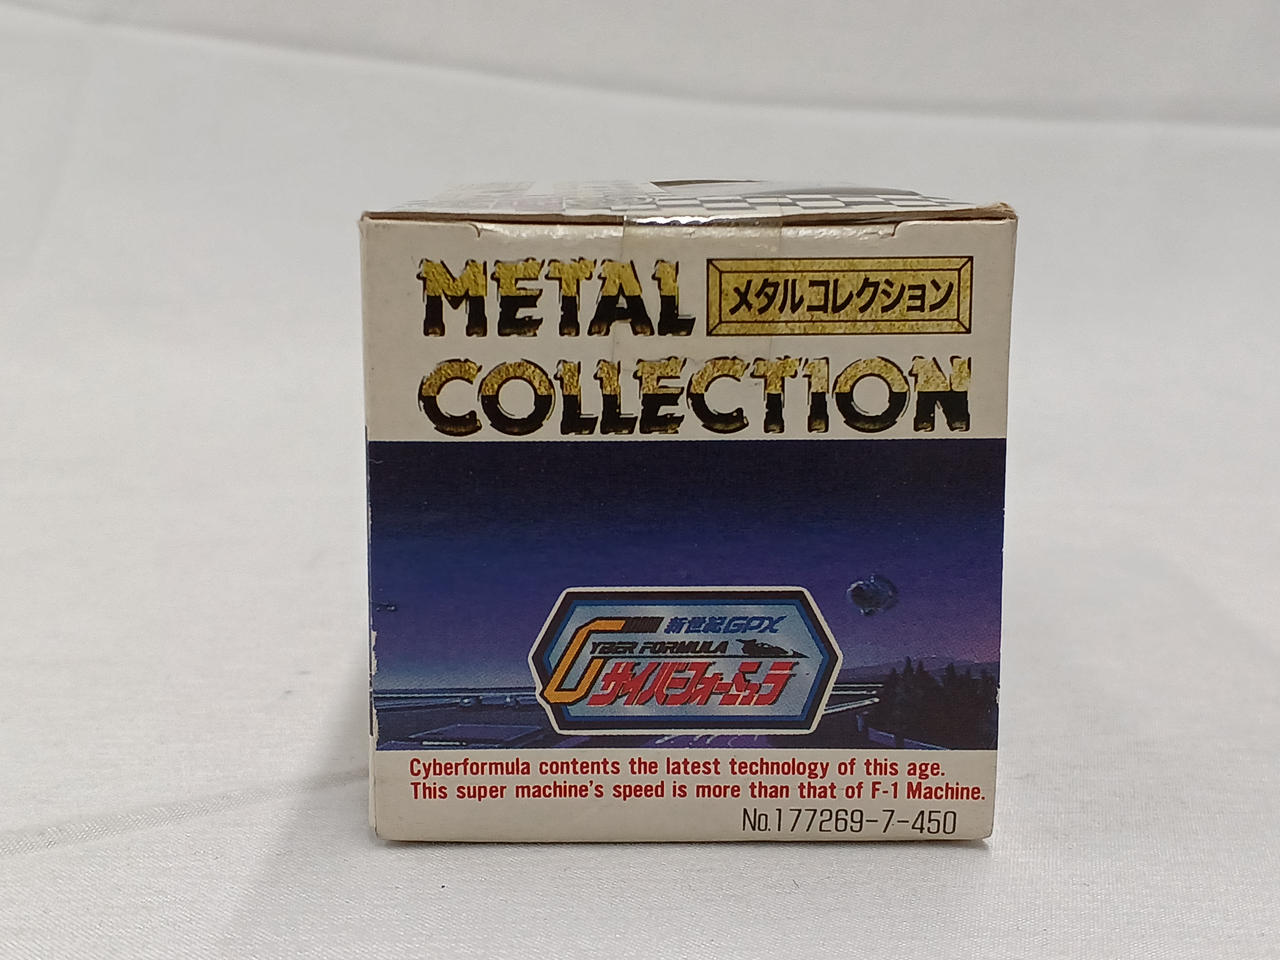 METAL
メタルコレクション
COLLECTION
新世紀GPX
CYBER FORMULA
サイバーフォーミュラ
Cyberformula contents the latest technology of this age.
This super machine's speed is more than that of F-1 Machine.
No.177269-7-450